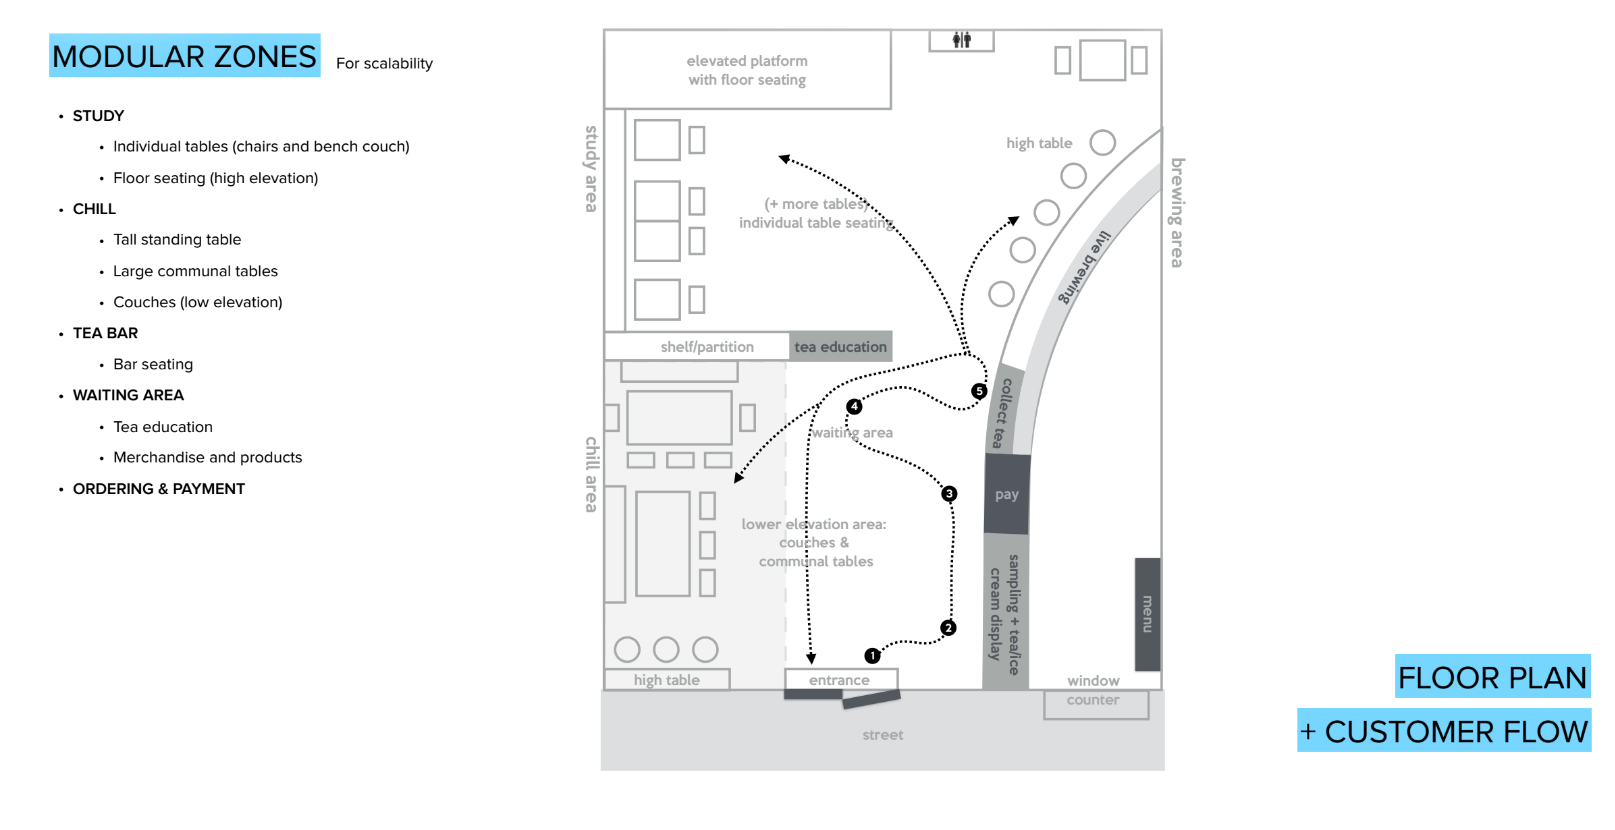 MODULAR ZONES
For scalability
• STUDY
• Individual tables (chairs and bench couch)
• Floor seating (high elevation)
• CHILL
• Tall standing table
• Large communal tables
• Couches (low elevation)
• TEA BAR
• Bar seating
• WAITING AREA
• Tea education
• Merchandise and products
• ORDERING & PAYMENT
elevated platform
with floor seating
study area
high table
brewing area
(+ more tables)
individual table seating
live brewing
shelf/partition
tea education
collect tea
5
4
waiting area
chill area
3
pay
lower elevation area:
couches &
communal tables
sampling + tea/ice
cream display
menu
2
1
high table
entrance
window
counter
street
FLOOR PLAN
+ CUSTOMER FLOW